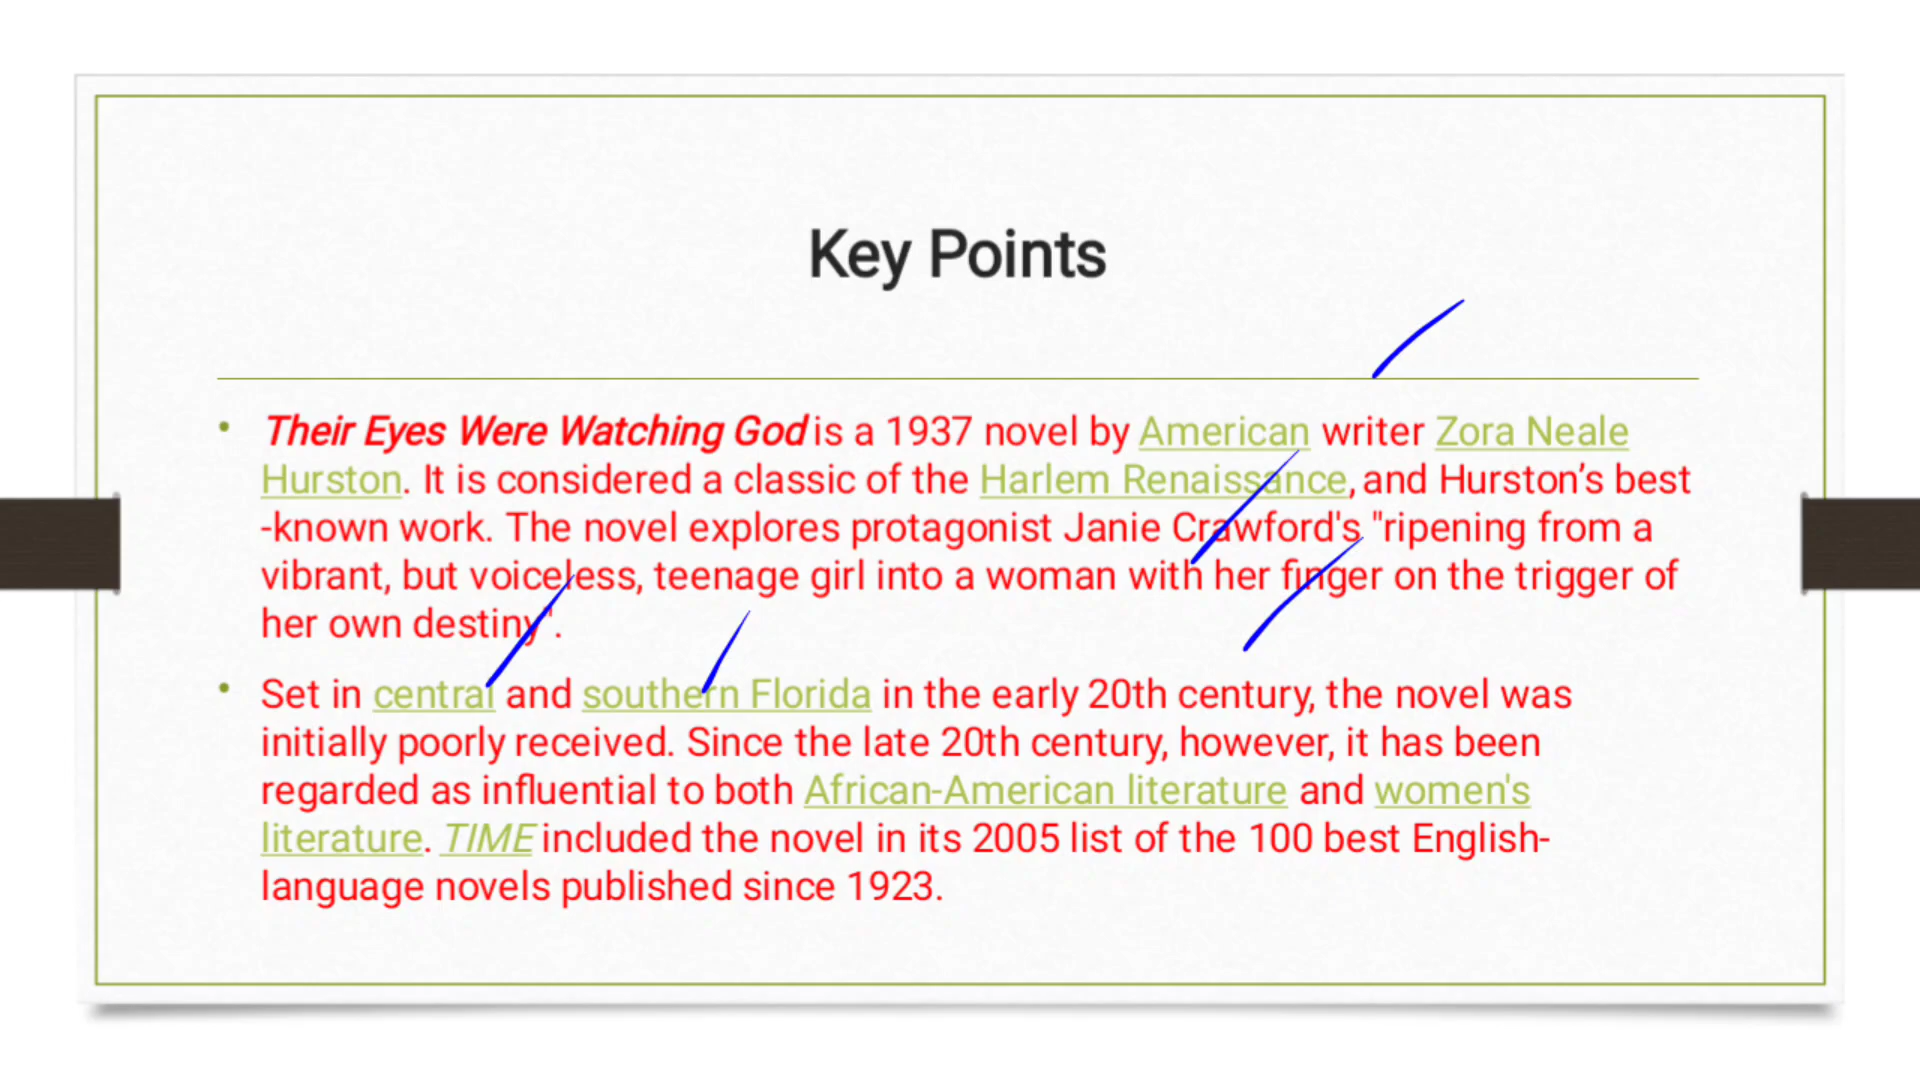 Key Points
• Their Eyes Were Watching God is a 1937 novel by American writer Zora Neale
Hurston. It is considered a classic of the Harlem Renaissance, and Hurston’s best
-known work. The novel explores protagonist Janie Crawford's "ripening from a
vibrant, but voiceless, teenage girl into a woman with her finger on the trigger of
her own destiny".
• Set in central and southern Florida in the early 20th century, the novel was
initially poorly received. Since the late 20th century, however, it has been
regarded as influential to both African-American literature and women's
literature. TIME included the novel in its 2005 list of the 100 best English-
language novels published since 1923.